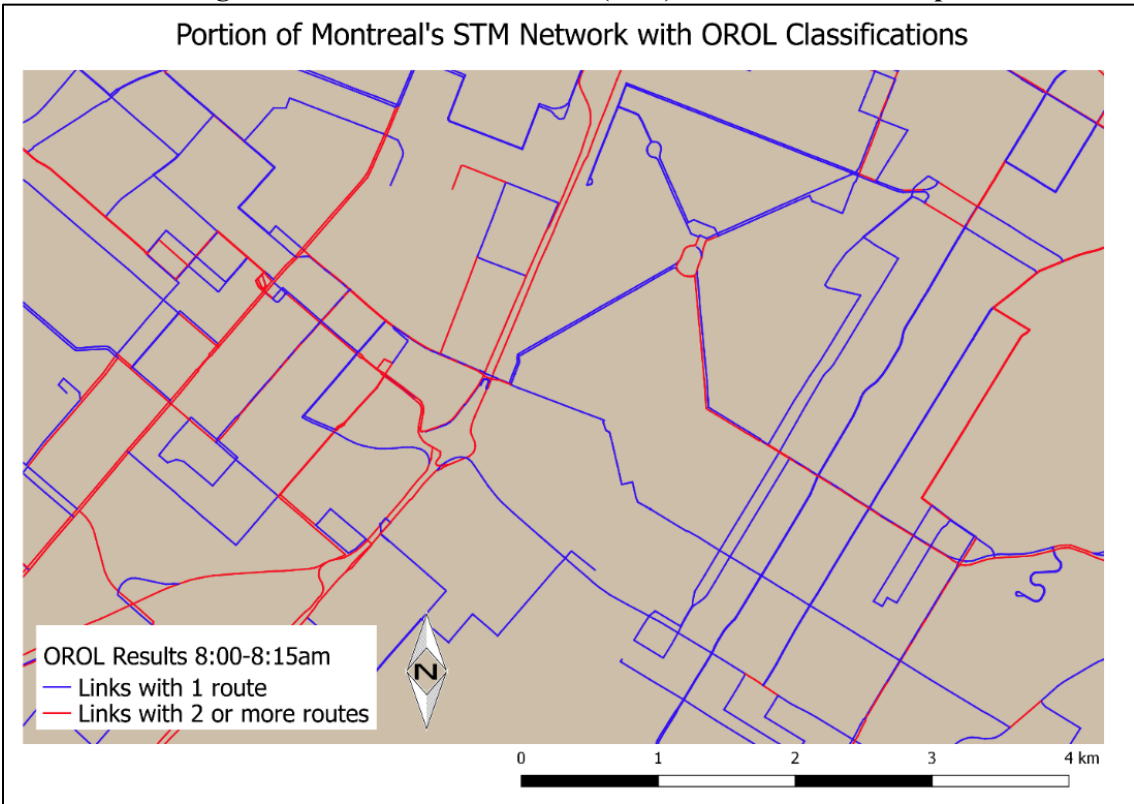 Portion of Montreal's STM Network with OROL Classifications
OROL Results 8:00-8:15am
Links with 1 route
Links with 2 or more routes
N
0 1 2 3 4 km